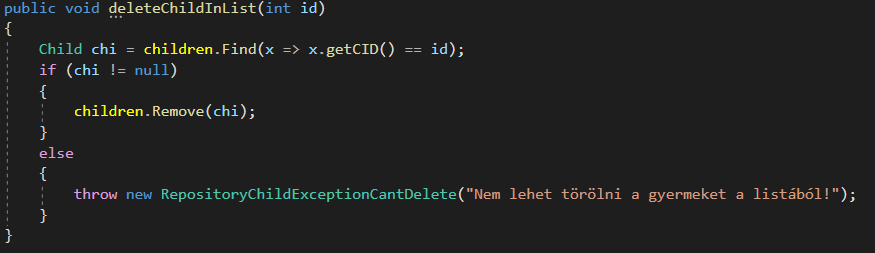 public void deleteChildInList(int id)
{
Child chi = children.Find(x => x.getCID() == id);
if (chi != null)
{
children.Remove(chi);
}
else
{
throw new RepositoryChildExceptionCantDelete("Nem lehet törölni a gyermeket a listából!");
}
}